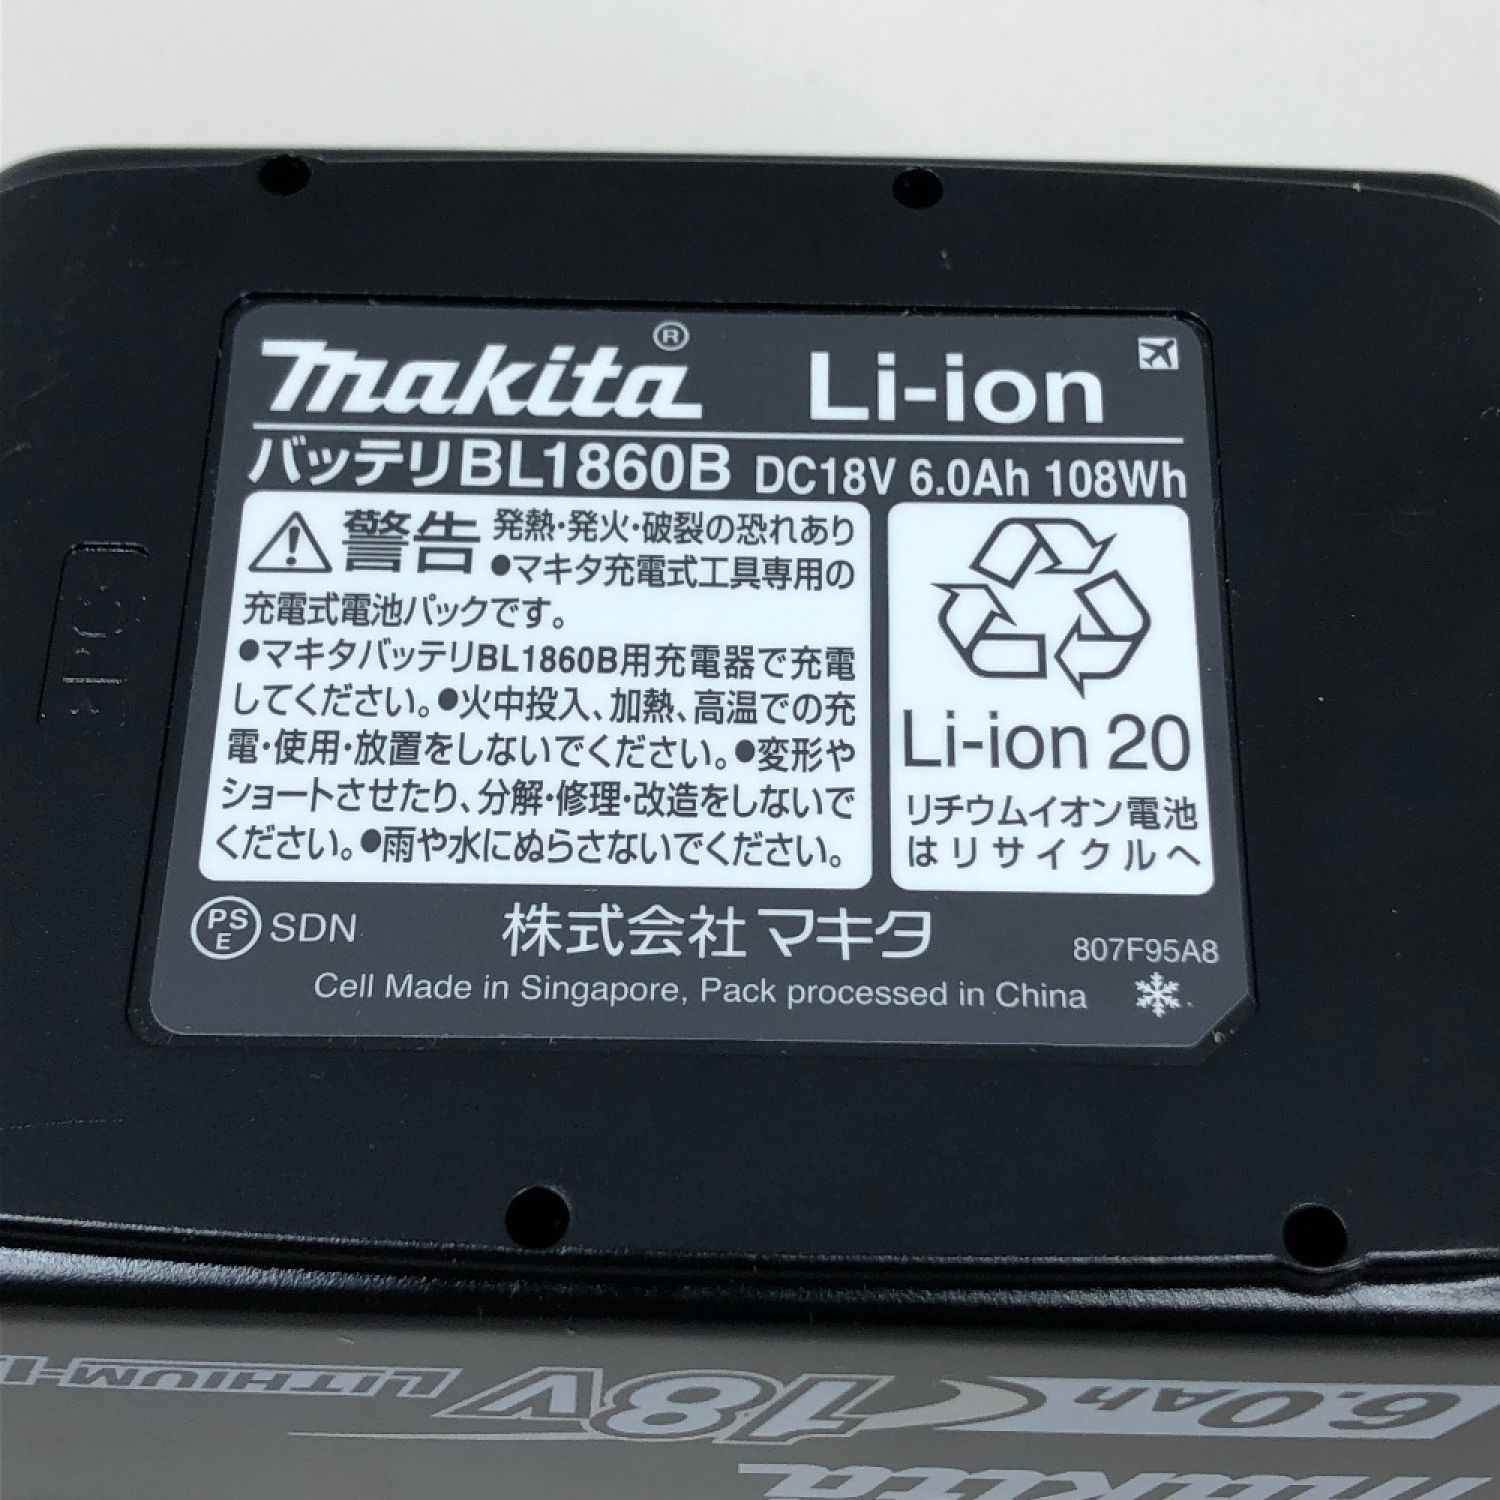 makita® Li-ion
バッテリBL1860B DC18V 6.0Ah 108Wh
警告 発熱・発火・破裂の恐れあり
●マキタ充電式工具専用の
充電式電池パックです。
●マキタバッテリBL1860B用充電器で充電
してください。●火中投入、加熱、高温での充
電・使用・放置をしないでください。●変形や
ショートさせたり、分解・修理・改造をしないで
ください。●雨や水にぬらさないでください。
Li-ion 20
リチウムイオン電池
はリサイクルへ
PSE SDN
株式会社マキタ
807F95A8
Cell Made in Singapore, Pack processed in China
6.0Ah 18V LITHIUM-I
makita